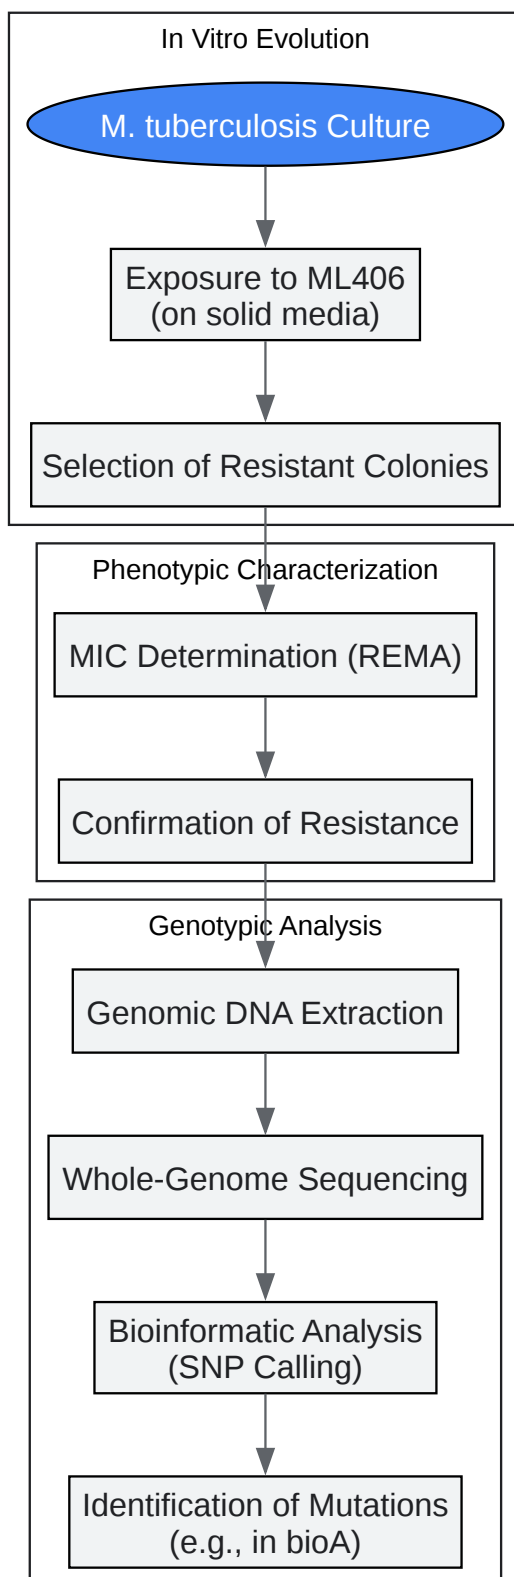 In Vitro Evolution
M. tuberculosis Culture
Exposure to ML406
(on solid media)
Selection of Resistant Colonies
Phenotypic Characterization
MIC Determination (REMA)
Confirmation of Resistance
Genotypic Analysis
Genomic DNA Extraction
Whole-Genome Sequencing
Bioinformatic Analysis
(SNP Calling)
Identification of Mutations
(e.g., in bioA)